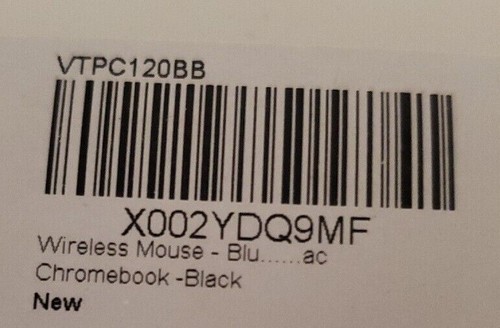 VTPC120BB
X002YDQ9MF
Wireless Mouse - Blu......ac
Chromebook -Black
New